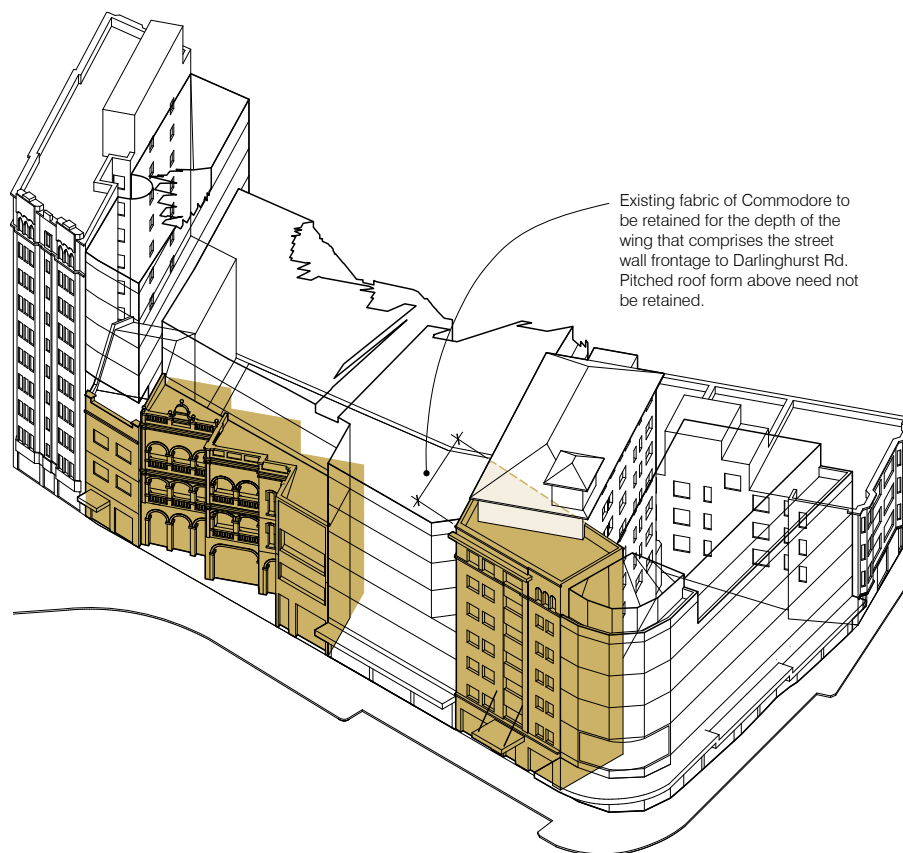 Existing fabric of Commodore to
be retained for the depth of the
wing that comprises the street
wall frontage to Darlinghurst Rd.
Pitched roof form above need not
be retained.